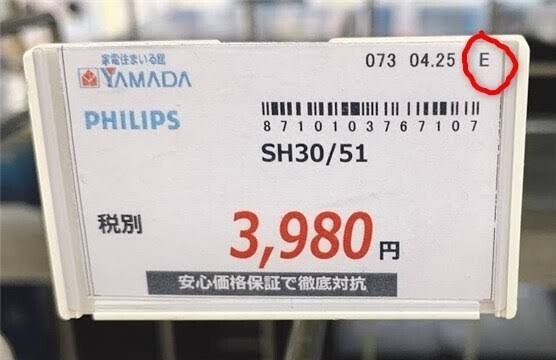 家電住まいる館
YAMADA
073 04.25 E
PHILIPS
8710103767107
SH30/51
税別
3,980円
安心価格保証で徹底対抗